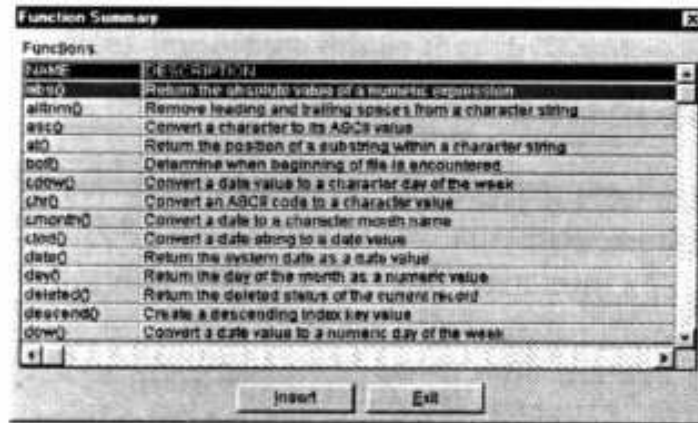 Function Summary
Functions:
NAME DESCRIPTION
abs() Return the absolute value of a numeric expression
alltrim() Remove leading and trailing spaces from a character string
asc() Convert a character to its ASCII value
at() Return the position of a substring within a character string
bof() Determine when beginning of file is encountered
cdow() Convert a date value to a character day of the week
chr() Convert an ASCII code to a character value
cmonth() Convert a date to a character month name
ctod() Convert a date string to a date value
date() Return the system date as a date value
day() Return the day of the month as a numeric value
deleted() Return the deleted status of the current record
descend() Create a descending index key value
dow() Convert a date value to a numeric day of the week
Insert Exit